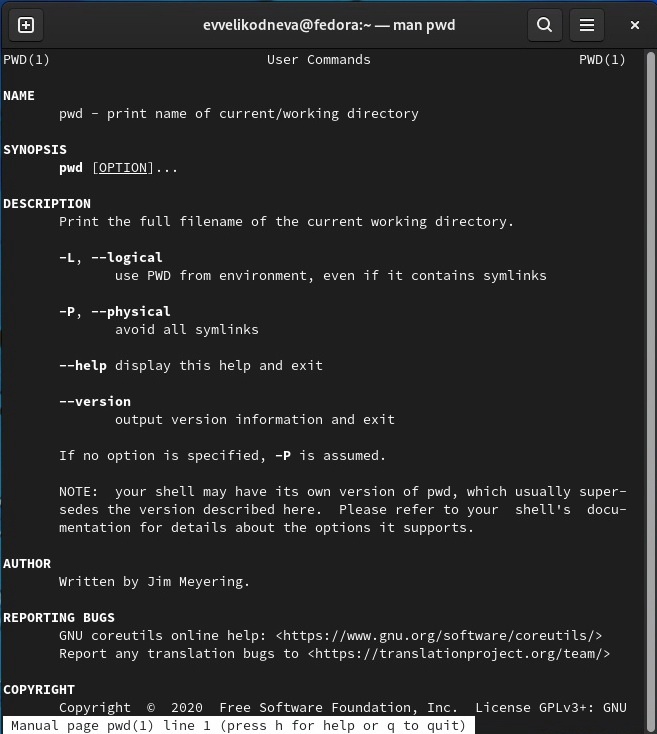 evvelikodneva@fedora:~ — man pwd
PWD(1) User Commands PWD(1)
NAME
pwd - print name of current/working directory
SYNOPSIS
pwd [OPTION]...
DESCRIPTION
Print the full filename of the current working directory.
-L, --logical
use PWD from environment, even if it contains symlinks
-P, --physical
avoid all symlinks
--help display this help and exit
--version
output version information and exit
If no option is specified, -P is assumed.
NOTE:  your shell may have its own version of pwd, which usually super-
sedes the version described here.  Please refer to your  shell's  docu-
mentation for details about the options it supports.
AUTHOR
Written by Jim Meyering.
REPORTING BUGS
GNU coreutils online help: <https://www.gnu.org/software/coreutils/>
Report any translation bugs to <https://translationproject.org/team/>
COPYRIGHT
Copyright  ©  2020  Free Software Foundation, Inc.  License GPLv3+: GNU
Manual page pwd(1) line 1 (press h for help or q to quit)